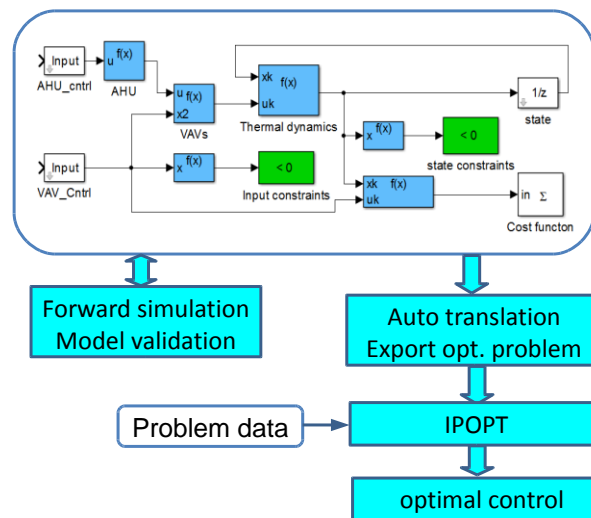 Input
AHU_cntrl
u f(x)
AHU
u f(x)
x2
VAVs
xk
f(x)
uk
Thermal dynamics
1/z
state
x f(x)
< 0
state constraints
Input
VAV_Cntrl
x f(x)
< 0
Input constraints
xk f(x)
uk
in Σ
Cost functon
Forward simulation
Model validation
Auto translation
Export opt. problem
Problem data
IPOPT
optimal control